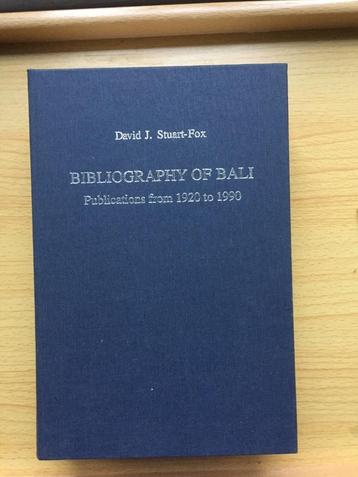 David J. Stuart-Fox
BIBLIOGRAPHY OF BALI
Publications from 1920 to 1990